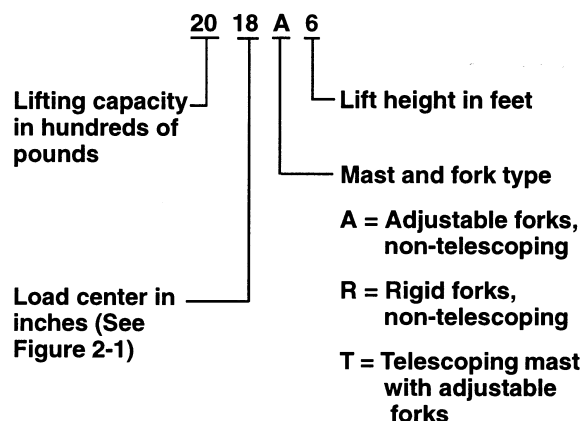 20 18 A 6
Lifting capacity
in hundreds of
pounds
Lift height in feet
Mast and fork type
A = Adjustable forks,
non-telescoping
R = Rigid forks,
non-telescoping
T = Telescoping mast
with adjustable
forks
Load center in
inches (See
Figure 2-1)